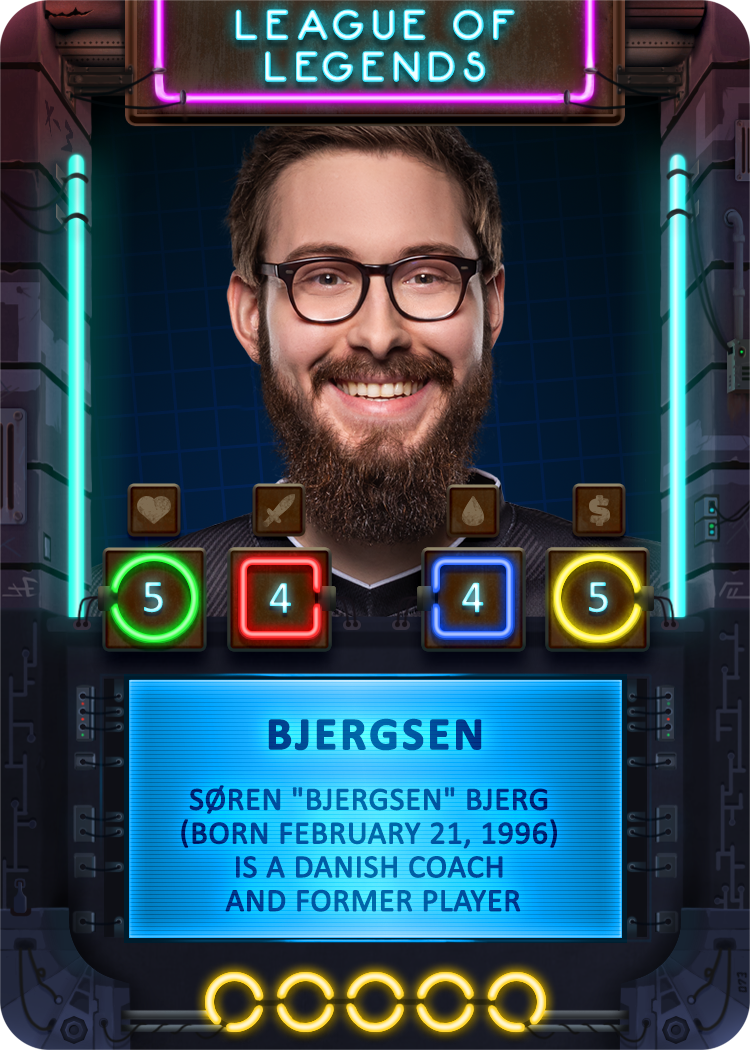 LEAGUE OF
LEGENDS
5
4
4
5
BJERGSEN
SØREN "BJERGSEN" BJERG
(BORN FEBRUARY 21, 1996)
IS A DANISH COACH
AND FORMER PLAYER